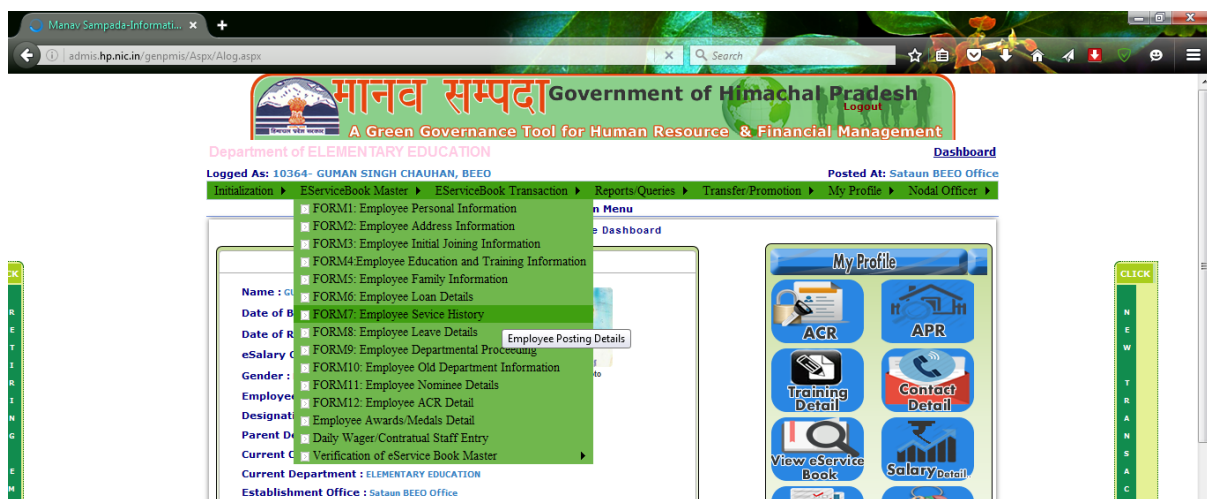 Manav Sampada-Informati...
admis.hp.nic.in/genpmis/Aspx/Alog.aspx
Search
मानव सम्पदा Government of Himachal Pradesh
Logout
A Green Governance Tool for Human Resource & Financial Management
Department of ELEMENTARY EDUCATION
Dashboard
Logged As: 10364- GUMAN SINGH CHAUHAN, BEEO
Posted At: Sataun BEEO Office
Initialization EServiceBook Master EServiceBook Transaction Reports/Queries Transfer/Promotion My Profile Nodal Officer
FORM1: Employee Personal Information
n Menu
FORM2: Employee Address Information
e Dashboard
FORM3: Employee Initial Joining Information
FORM4:Employee Education and Training Information
FORM5: Employee Family Information
FORM6: Employee Loan Details
FORM7: Employee Sevice History
FORM8: Employee Leave Details
Employee Posting Details
FORM9: Employee Departmental Proceeding
FORM10: Employee Old Department Information
FORM11: Employee Nominee Details
FORM12: Employee ACR Detail
Employee Awards/Medals Detail
Daily Wager/Contratual Staff Entry
Verification of eService Book Master
Name : GU
Date of B
Date of R
eSalary C
Gender :
Employee
Designati
Parent De
Current O
Current Department : ELEMENTARY EDUCATION
Establishment Office : Sataun BEEO Office
My Profile
ACR
APR
Training Detail
Contact Detail
View eService Book
Salary Detail
CK
R
E
T
I
R
I
N
G
E
M
CLICK
N
E
W
T
R
A
N
S
A
C